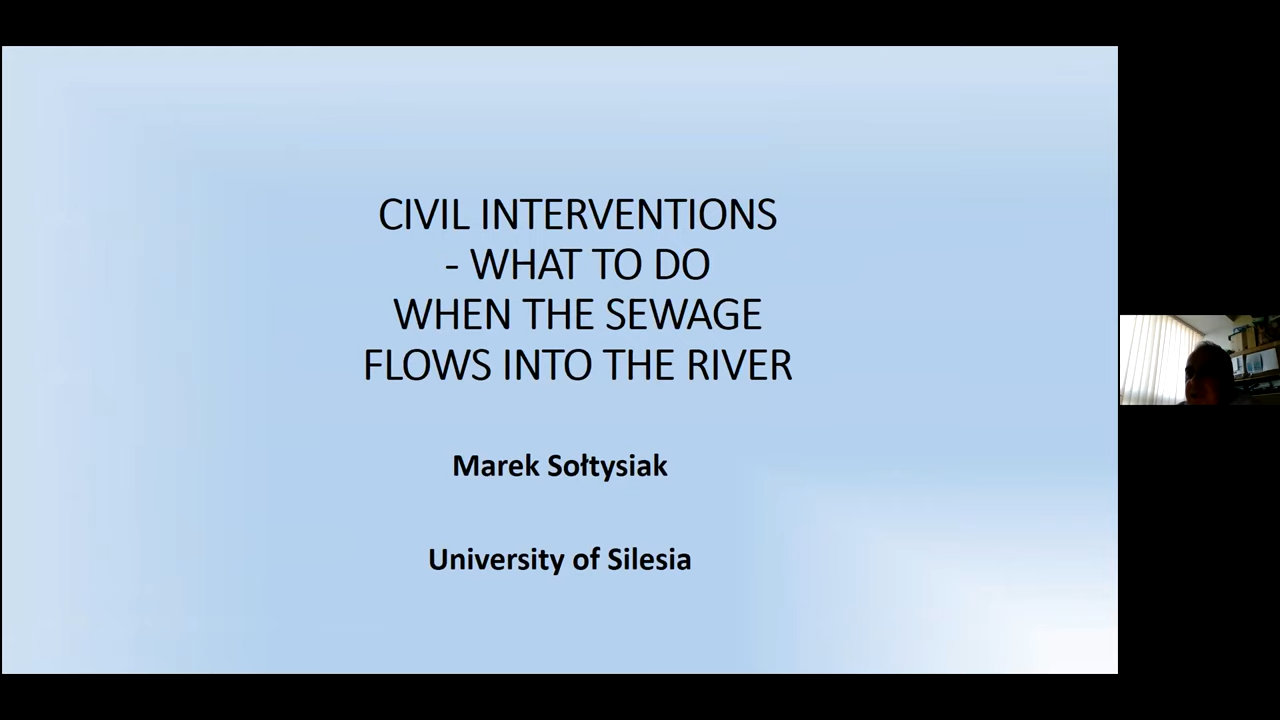 CIVIL INTERVENTIONS
- WHAT TO DO
WHEN THE SEWAGE
FLOWS INTO THE RIVER
Marek Sołtysiak
University of Silesia